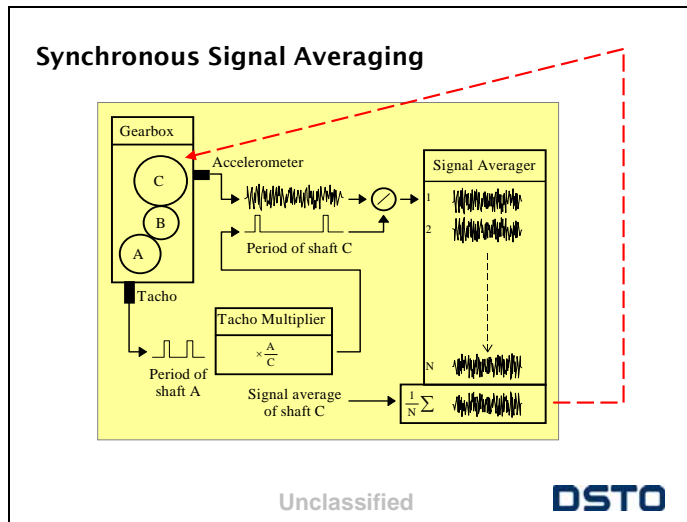 Synchronous Signal Averaging
Gearbox
C
B
A
Accelerometer
Period of shaft C
Tacho
Period of
shaft A
Tacho Multiplier
× A
C
Signal Averager
1
2
N
Signal average
of shaft C
1
N ∑
Unclassified
DSTO